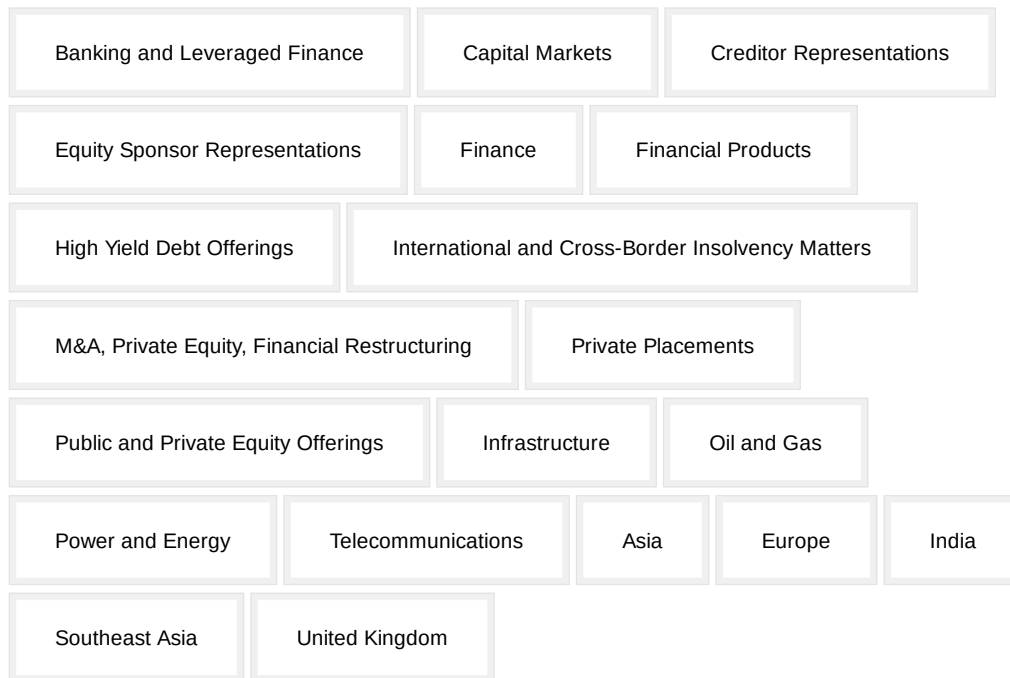 Banking and Leveraged Finance
Capital Markets
Creditor Representations
Equity Sponsor Representations
Finance
Financial Products
High Yield Debt Offerings
International and Cross-Border Insolvency Matters
M&A, Private Equity, Financial Restructuring
Private Placements
Public and Private Equity Offerings
Infrastructure
Oil and Gas
Power and Energy
Telecommunications
Asia
Europe
India
Southeast Asia
United Kingdom